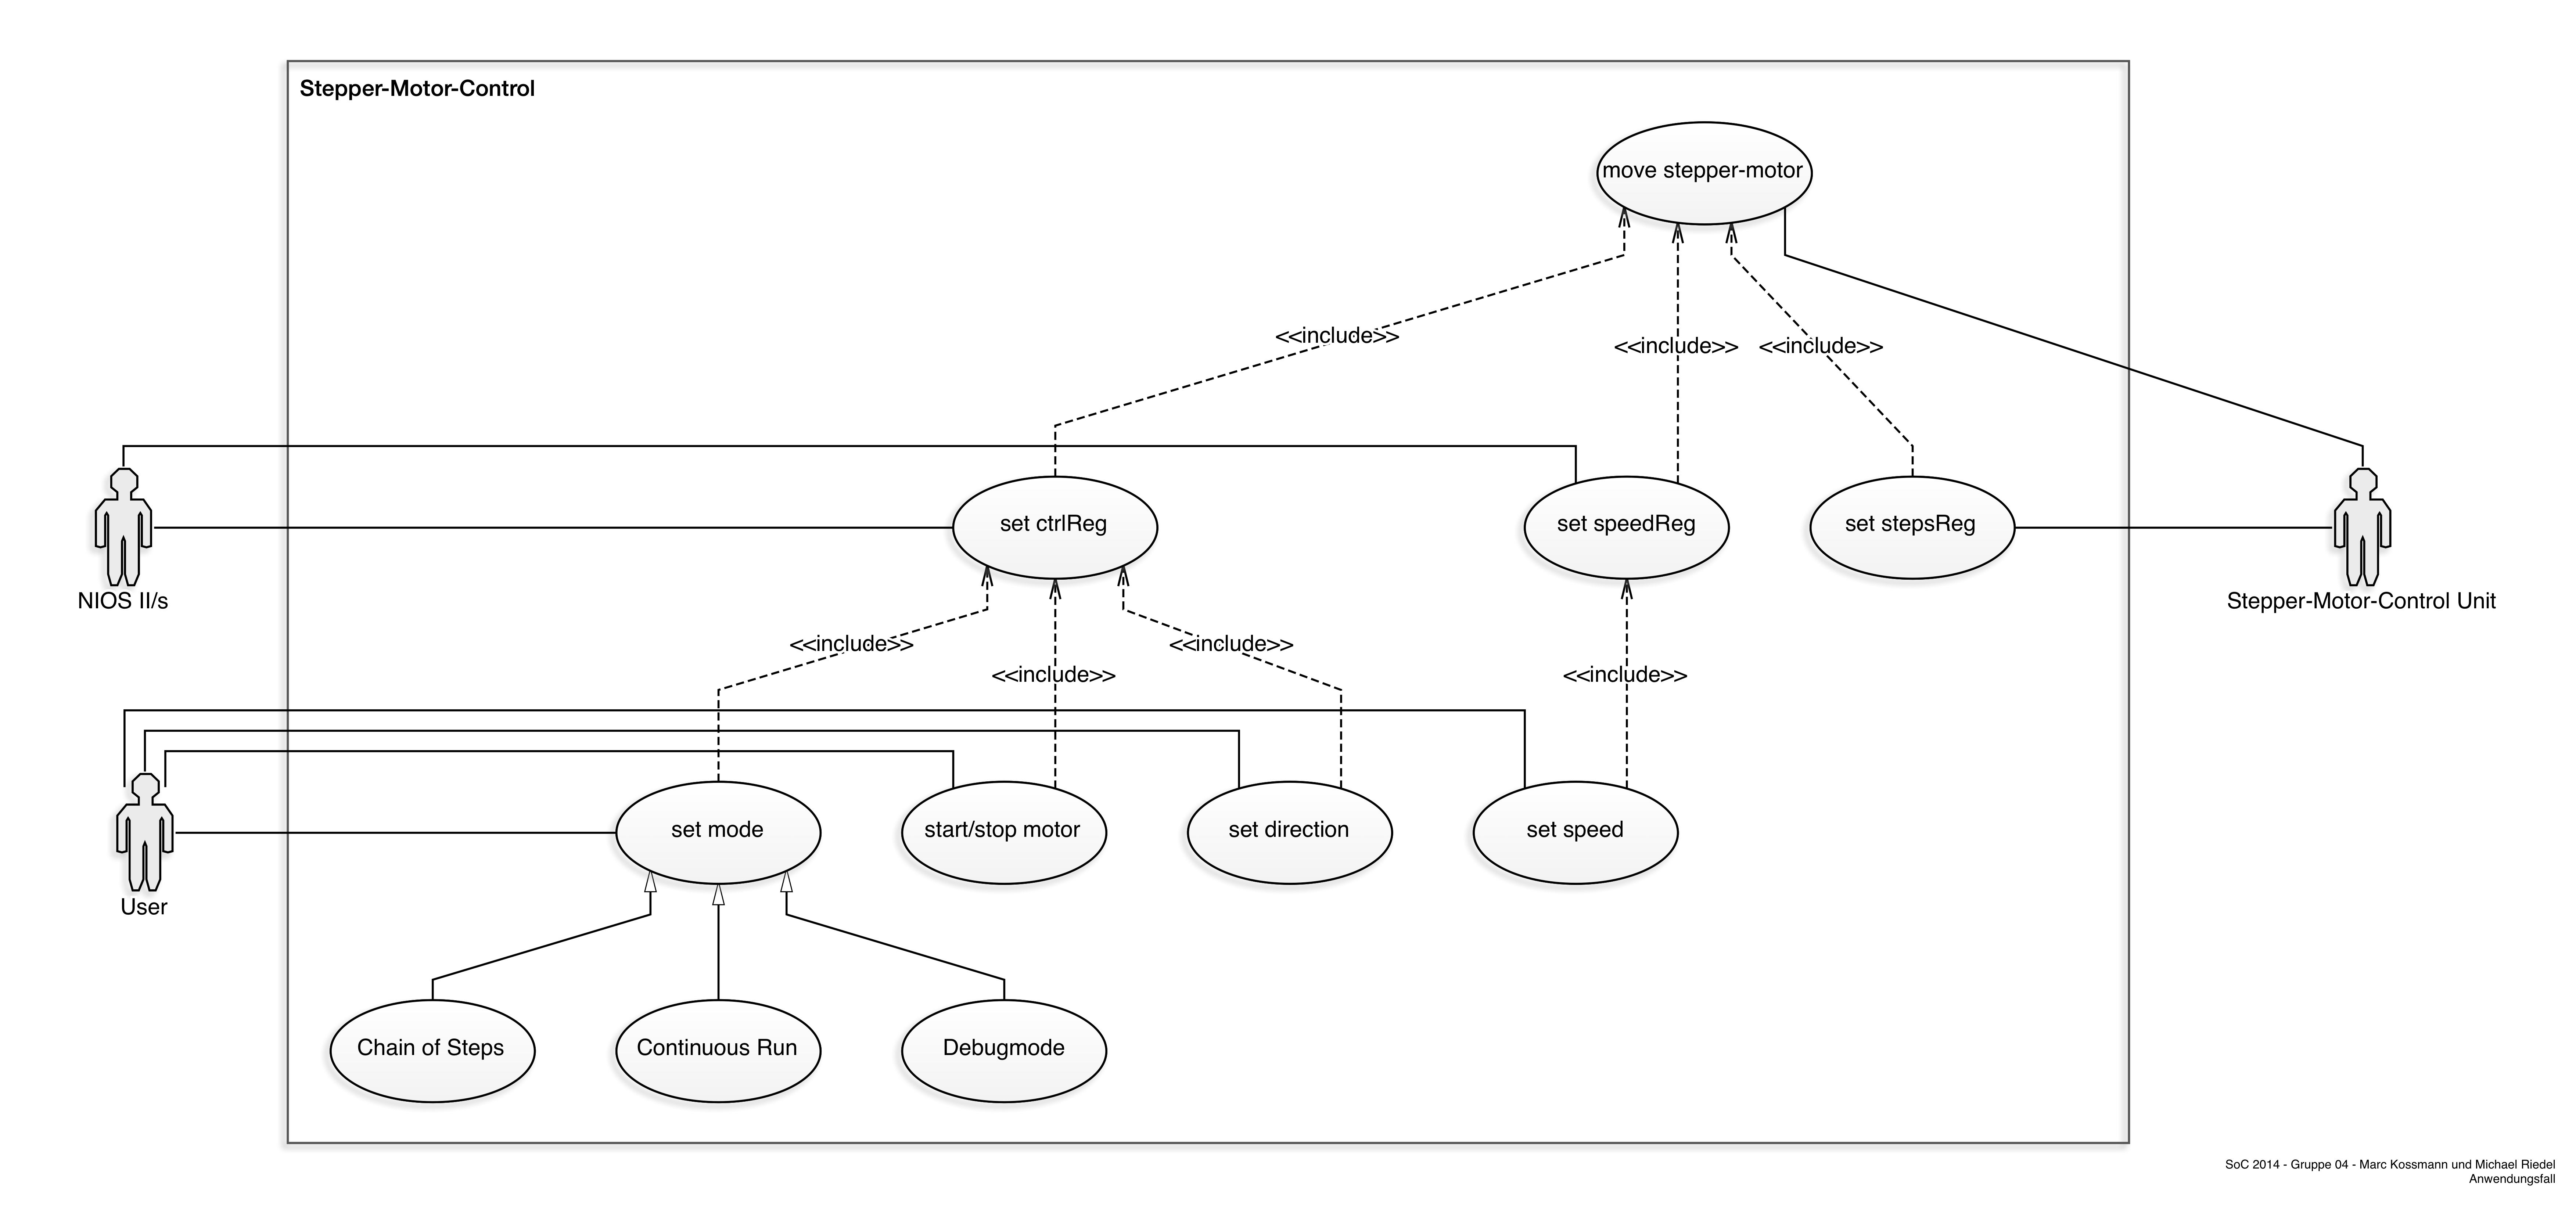 Stepper-Motor-Control
move stepper-motor
<<include>>
<<include>>
<<include>>
set ctrlReg
set speedReg
set stepsReg
NIOS II/s
Stepper-Motor-Control Unit
<<include>>
<<include>>
<<include>>
<<include>>
set mode
start/stop motor
set direction
set speed
User
Chain of Steps
Continuous Run
Debugmode
SoC 2014 - Gruppe 04 - Marc Kossmann und Michael Riedel
Anwendungsfall